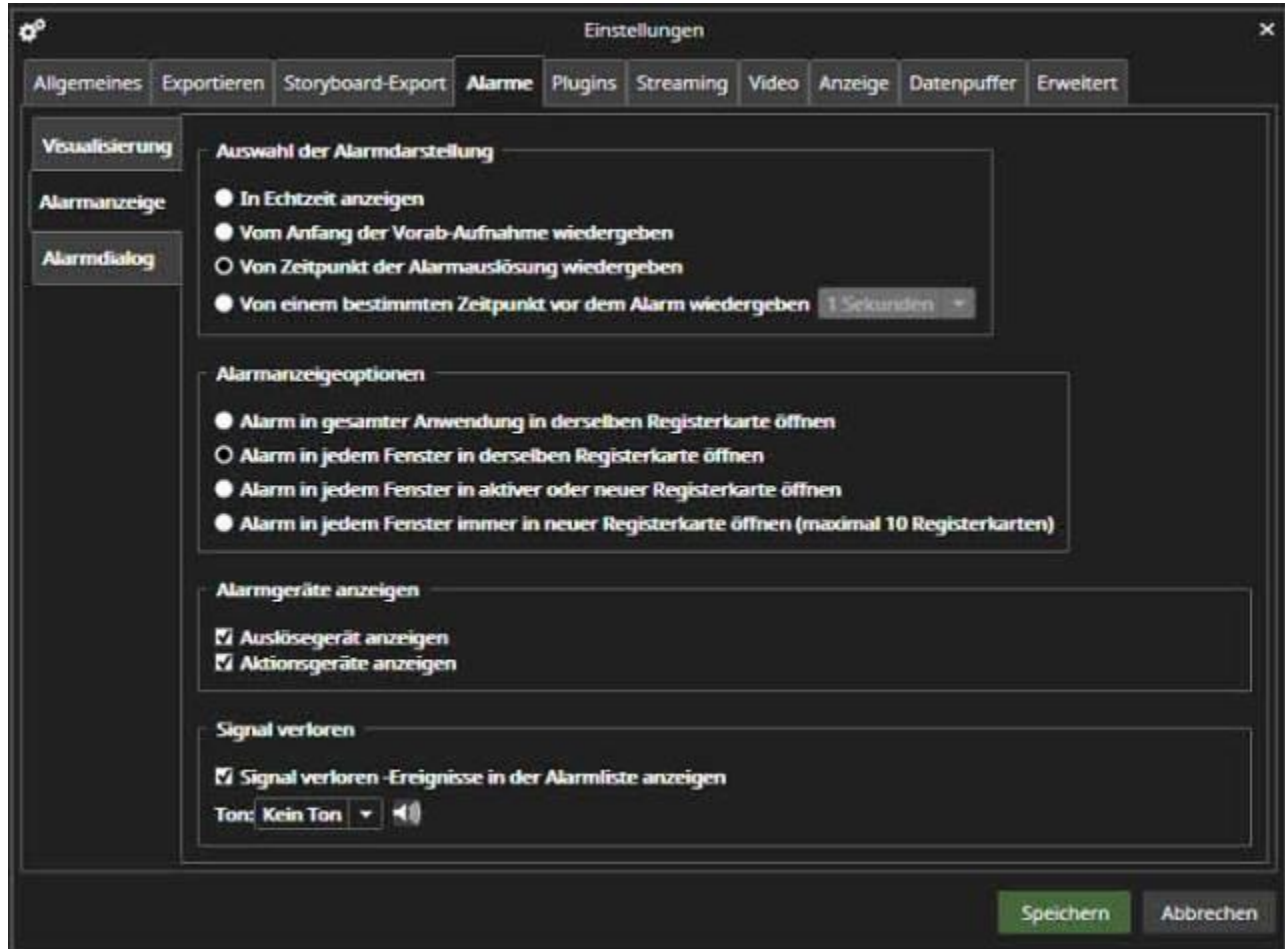 Einstellungen
Allgemeines Exportieren Storyboard-Export Alarme Plugins Streaming Video Anzeige Datenpuffer Erweitert
Visualisierung
Alarmanzeige
Alarmdialog
Auswahl der Alarmdarstellung
In Echtzeit anzeigen
Vom Anfang der Vorab-Aufnahme wiedergeben
Von Zeitpunkt der Alarmauslösung wiedergeben
Von einem bestimmten Zeitpunkt vor dem Alarm wiedergeben 1 Sekunden
Alarmanzeigeoptionen
Alarm in gesamter Anwendung in derselben Registerkarte öffnen
Alarm in jedem Fenster in derselben Registerkarte öffnen
Alarm in jedem Fenster in aktiver oder neuer Registerkarte öffnen
Alarm in jedem Fenster immer in neuer Registerkarte öffnen (maximal 10 Registerkarten)
Alarmgeräte anzeigen
Auslösegerät anzeigen
Aktionsgeräte anzeigen
Signal verloren
Signal verloren -Ereignisse in der Alarmliste anzeigen
Ton: Kein Ton
Speichern Abbrechen